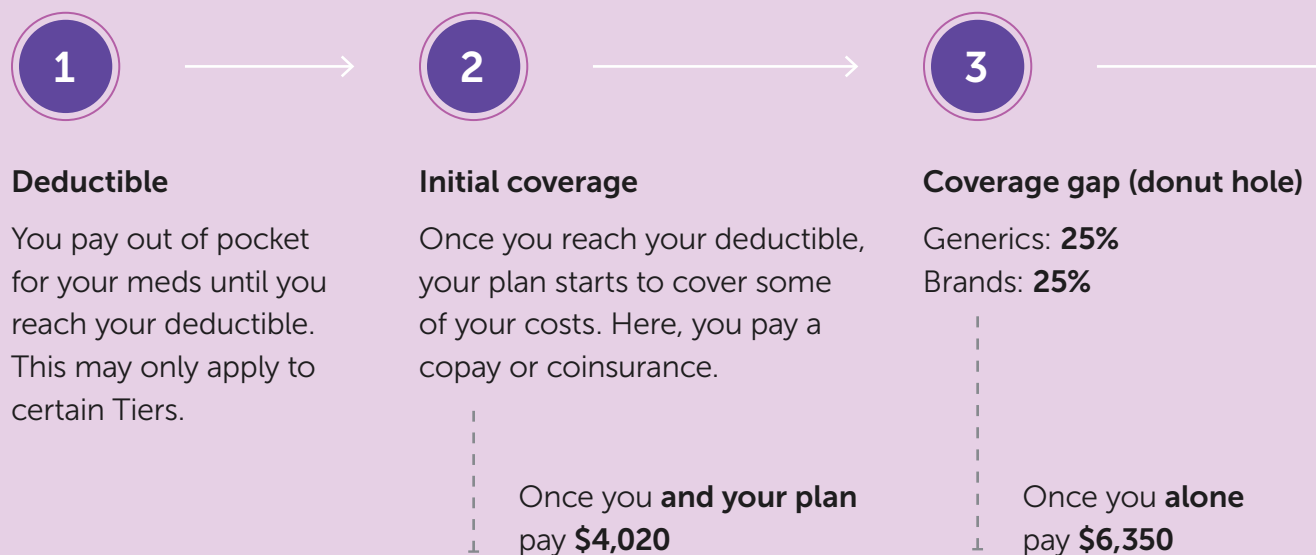 1
Deductible
You pay out of pocket
for your meds until you
reach your deductible.
This may only apply to
certain Tiers.
2
Initial coverage
Once you reach your deductible,
your plan starts to cover some
of your costs. Here, you pay a
copay or coinsurance.
Once you and your plan
pay $4,020
3
Coverage gap (donut hole)
Generics: 25%
Brands: 25%
Once you alone
pay $6,350